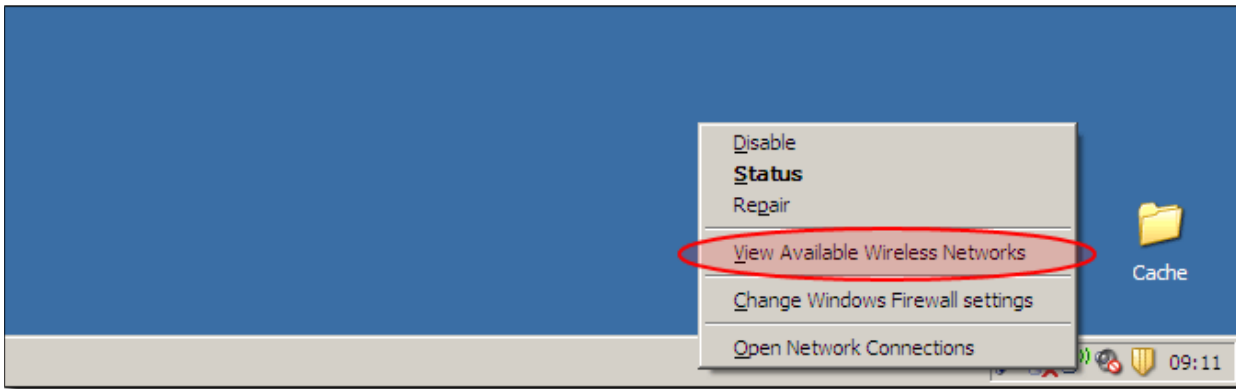 Disable
Status
Repair
View Available Wireless Networks
Cache
Change Windows Firewall settings
Open Network Connections
09:11